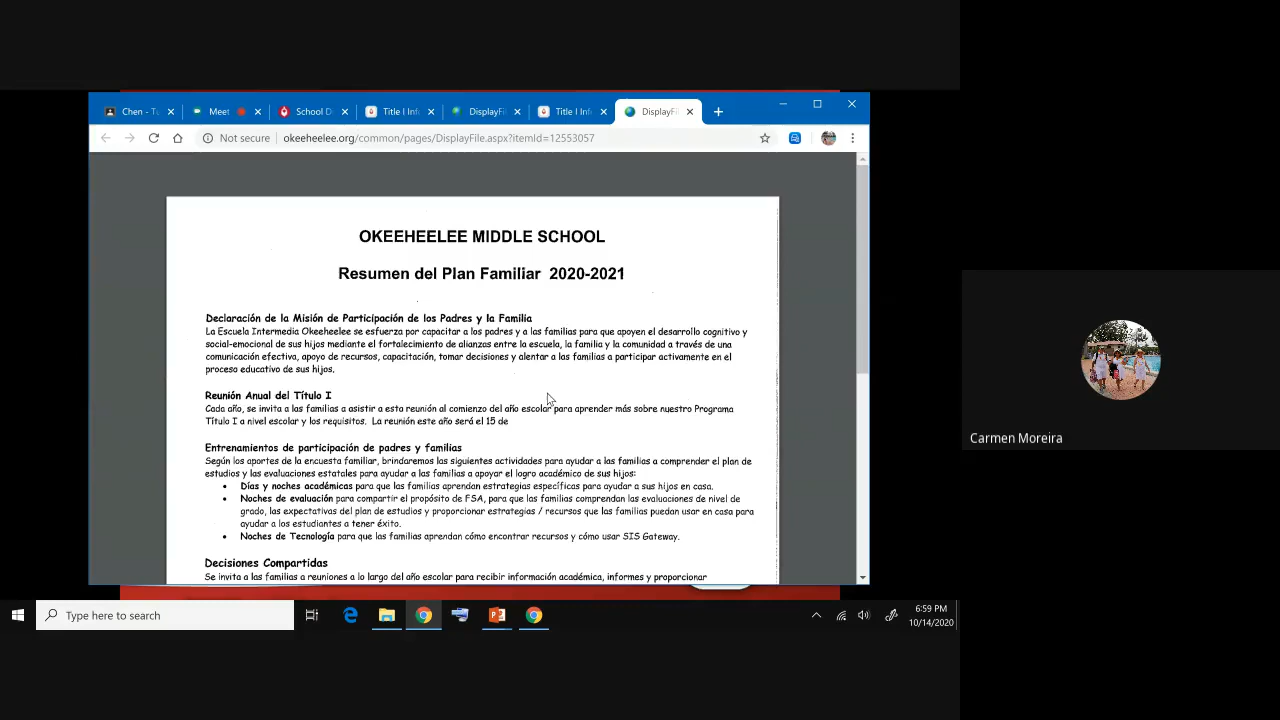 Chen - Tu
Meet
School D
Title I Info
DisplayFil
Title I Info
DisplayFil
Not secure
okeeheelee.org/common/pages/DisplayFile.aspx?itemId=12553057
OKEEHEELEE MIDDLE SCHOOL
Resumen del Plan Familiar 2020-2021
Declaración de la Misión de Participación de los Padres y la Familia
La Escuela Intermedia Okeeheelee se esfuerza por capacitar a los padres y a las familias para que apoyen el desarrollo cognitivo y
social-emocional de sus hijos mediante el fortalecimiento de alianzas entre la escuela, la familia y la comunidad a través de una
comunicación efectiva, apoyo de recursos, capacitación, tomar decisiones y alentar a las familias a participar activamente en el
proceso educativo de sus hijos.
Reunión Anual del Título I
Cada año, se invita a las familias a asistir a esta reunión al comienzo del año escolar para aprender más sobre nuestro Programa
Título I a nivel escolar y los requisitos. La reunión este año será el 15 de
Entrenamientos de participación de padres y familias
Según los aportes de la encuesta familiar, brindaremos las siguientes actividades para ayudar a las familias a comprender el plan de
estudios y las evaluaciones estatales para ayudar a las familias a apoyar el logro académico de sus hijos:
• Días y noches académicas para que las familias aprendan estrategias específicas para ayudar a sus hijos en casa.
• Noches de evaluación para compartir el propósito de FSA, para que las familias comprendan las evaluaciones de nivel de
grado, las expectativas del plan de estudios y proporcionar estrategias / recursos que las familias puedan usar en casa para
ayudar a los estudiantes a tener éxito.
• Noches de Tecnología para que las familias aprendan cómo encontrar recursos y cómo usar SIS Gateway.
Decisiones Compartidas
Se invita a las familias a reuniones a lo largo del año escolar para recibir información académica, informes y proporcionar
Carmen Moreira
Type here to search
6:59 PM
10/14/2020